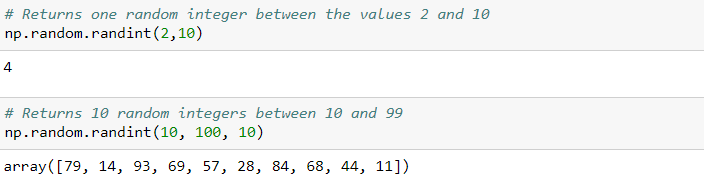 # Returns one random integer between the values 2 and 10
np.random.randint(2,10)
4
# Returns 10 random integers between 10 and 99
np.random.randint(10, 100, 10)
array([79, 14, 93, 69, 57, 28, 84, 68, 44, 11])